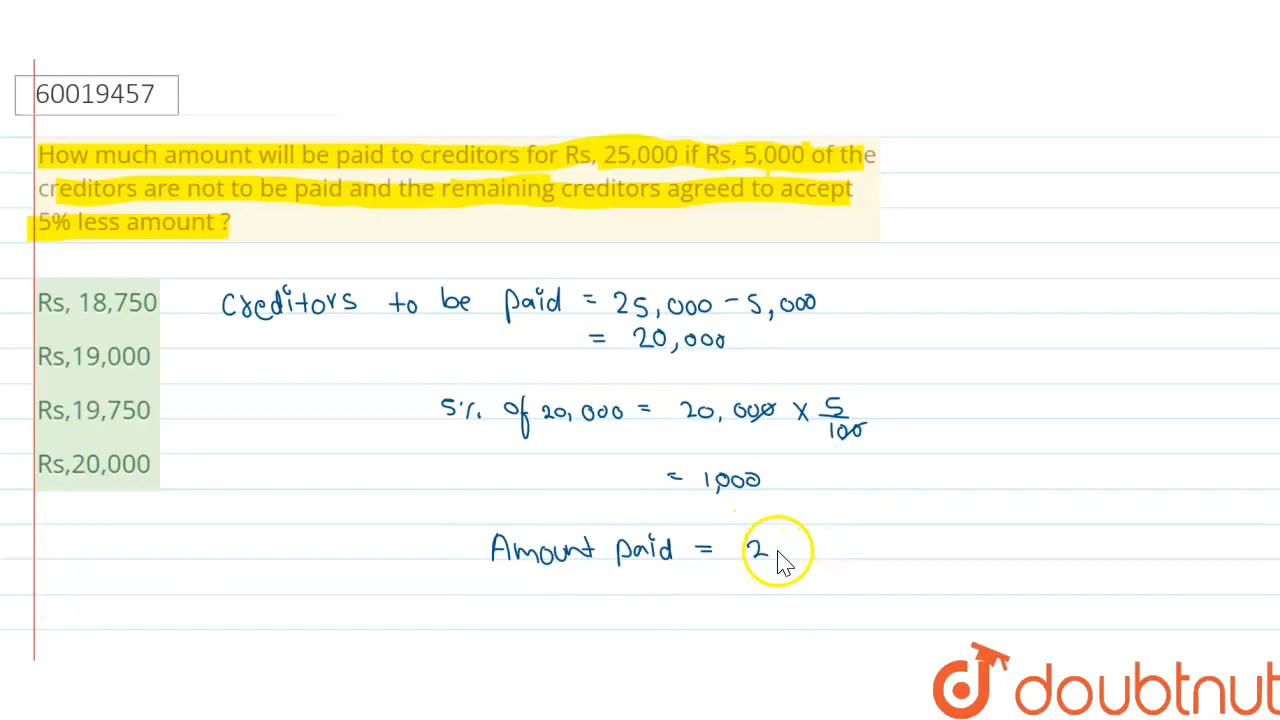 60019457
How much amount will be paid to creditors for Rs, 25,000 if Rs, 5,000 of the
creditors are not to be paid and the remaining creditors agreed to accept
5% less amount ?
Rs, 18,750
Rs,19,000
Rs,19,750
Rs,20,000
Creditors to be paid = 25,000 - 5,000
= 20,000
5% of 20,000 = 20,000 × 5/100
= 1,000
Amount paid = 2
doubtnut